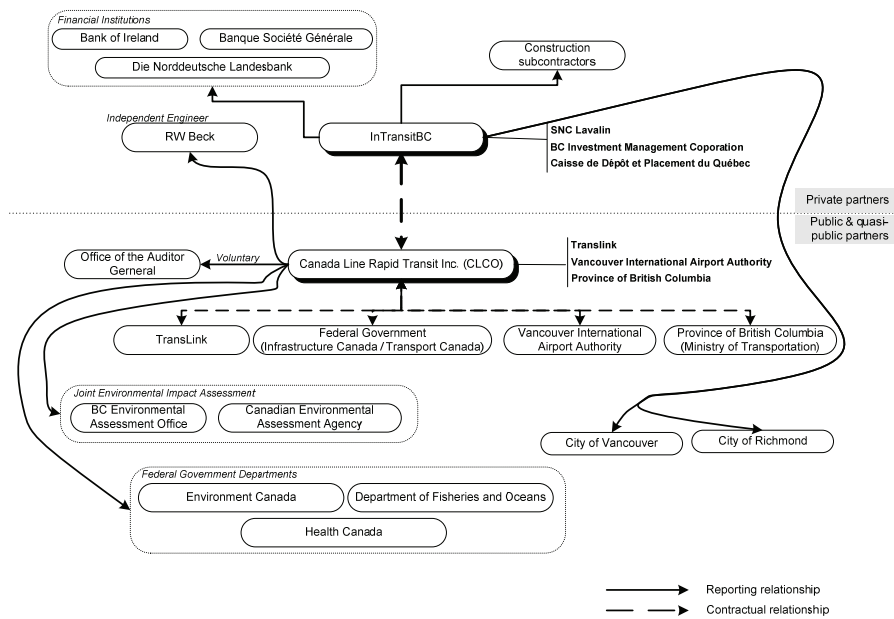 Financial Institutions
Bank of Ireland
Banque Société Générale
Die Norddeutsche Landesbank
Construction
subcontractors
Independent Engineer
RW Beck
InTransitBC
SNC Lavalin
BC Investment Management Coporation
Caisse de Dépôt et Placement du Québec
Private partners
Public & quasi-
public partners
Office of the Auditor
Gerneral
Voluntary
Canada Line Rapid Transit Inc. (CLCO)
Translink
Vancouver International Airport Authority
Province of British Columbia
TransLink
Federal Government
(Infrastructure Canada / Transport Canada)
Vancouver International
Airport Authority
Province of British Columbia
(Ministry of Transportation)
Joint Environmental Impact Assessment
BC Environmental
Assessment Office
Canadian Environmental
Assessment Agency
City of Vancouver
City of Richmond
Federal Government Departments
Environment Canada
Department of Fisheries and Oceans
Health Canada
Reporting relationship
Contractual relationship